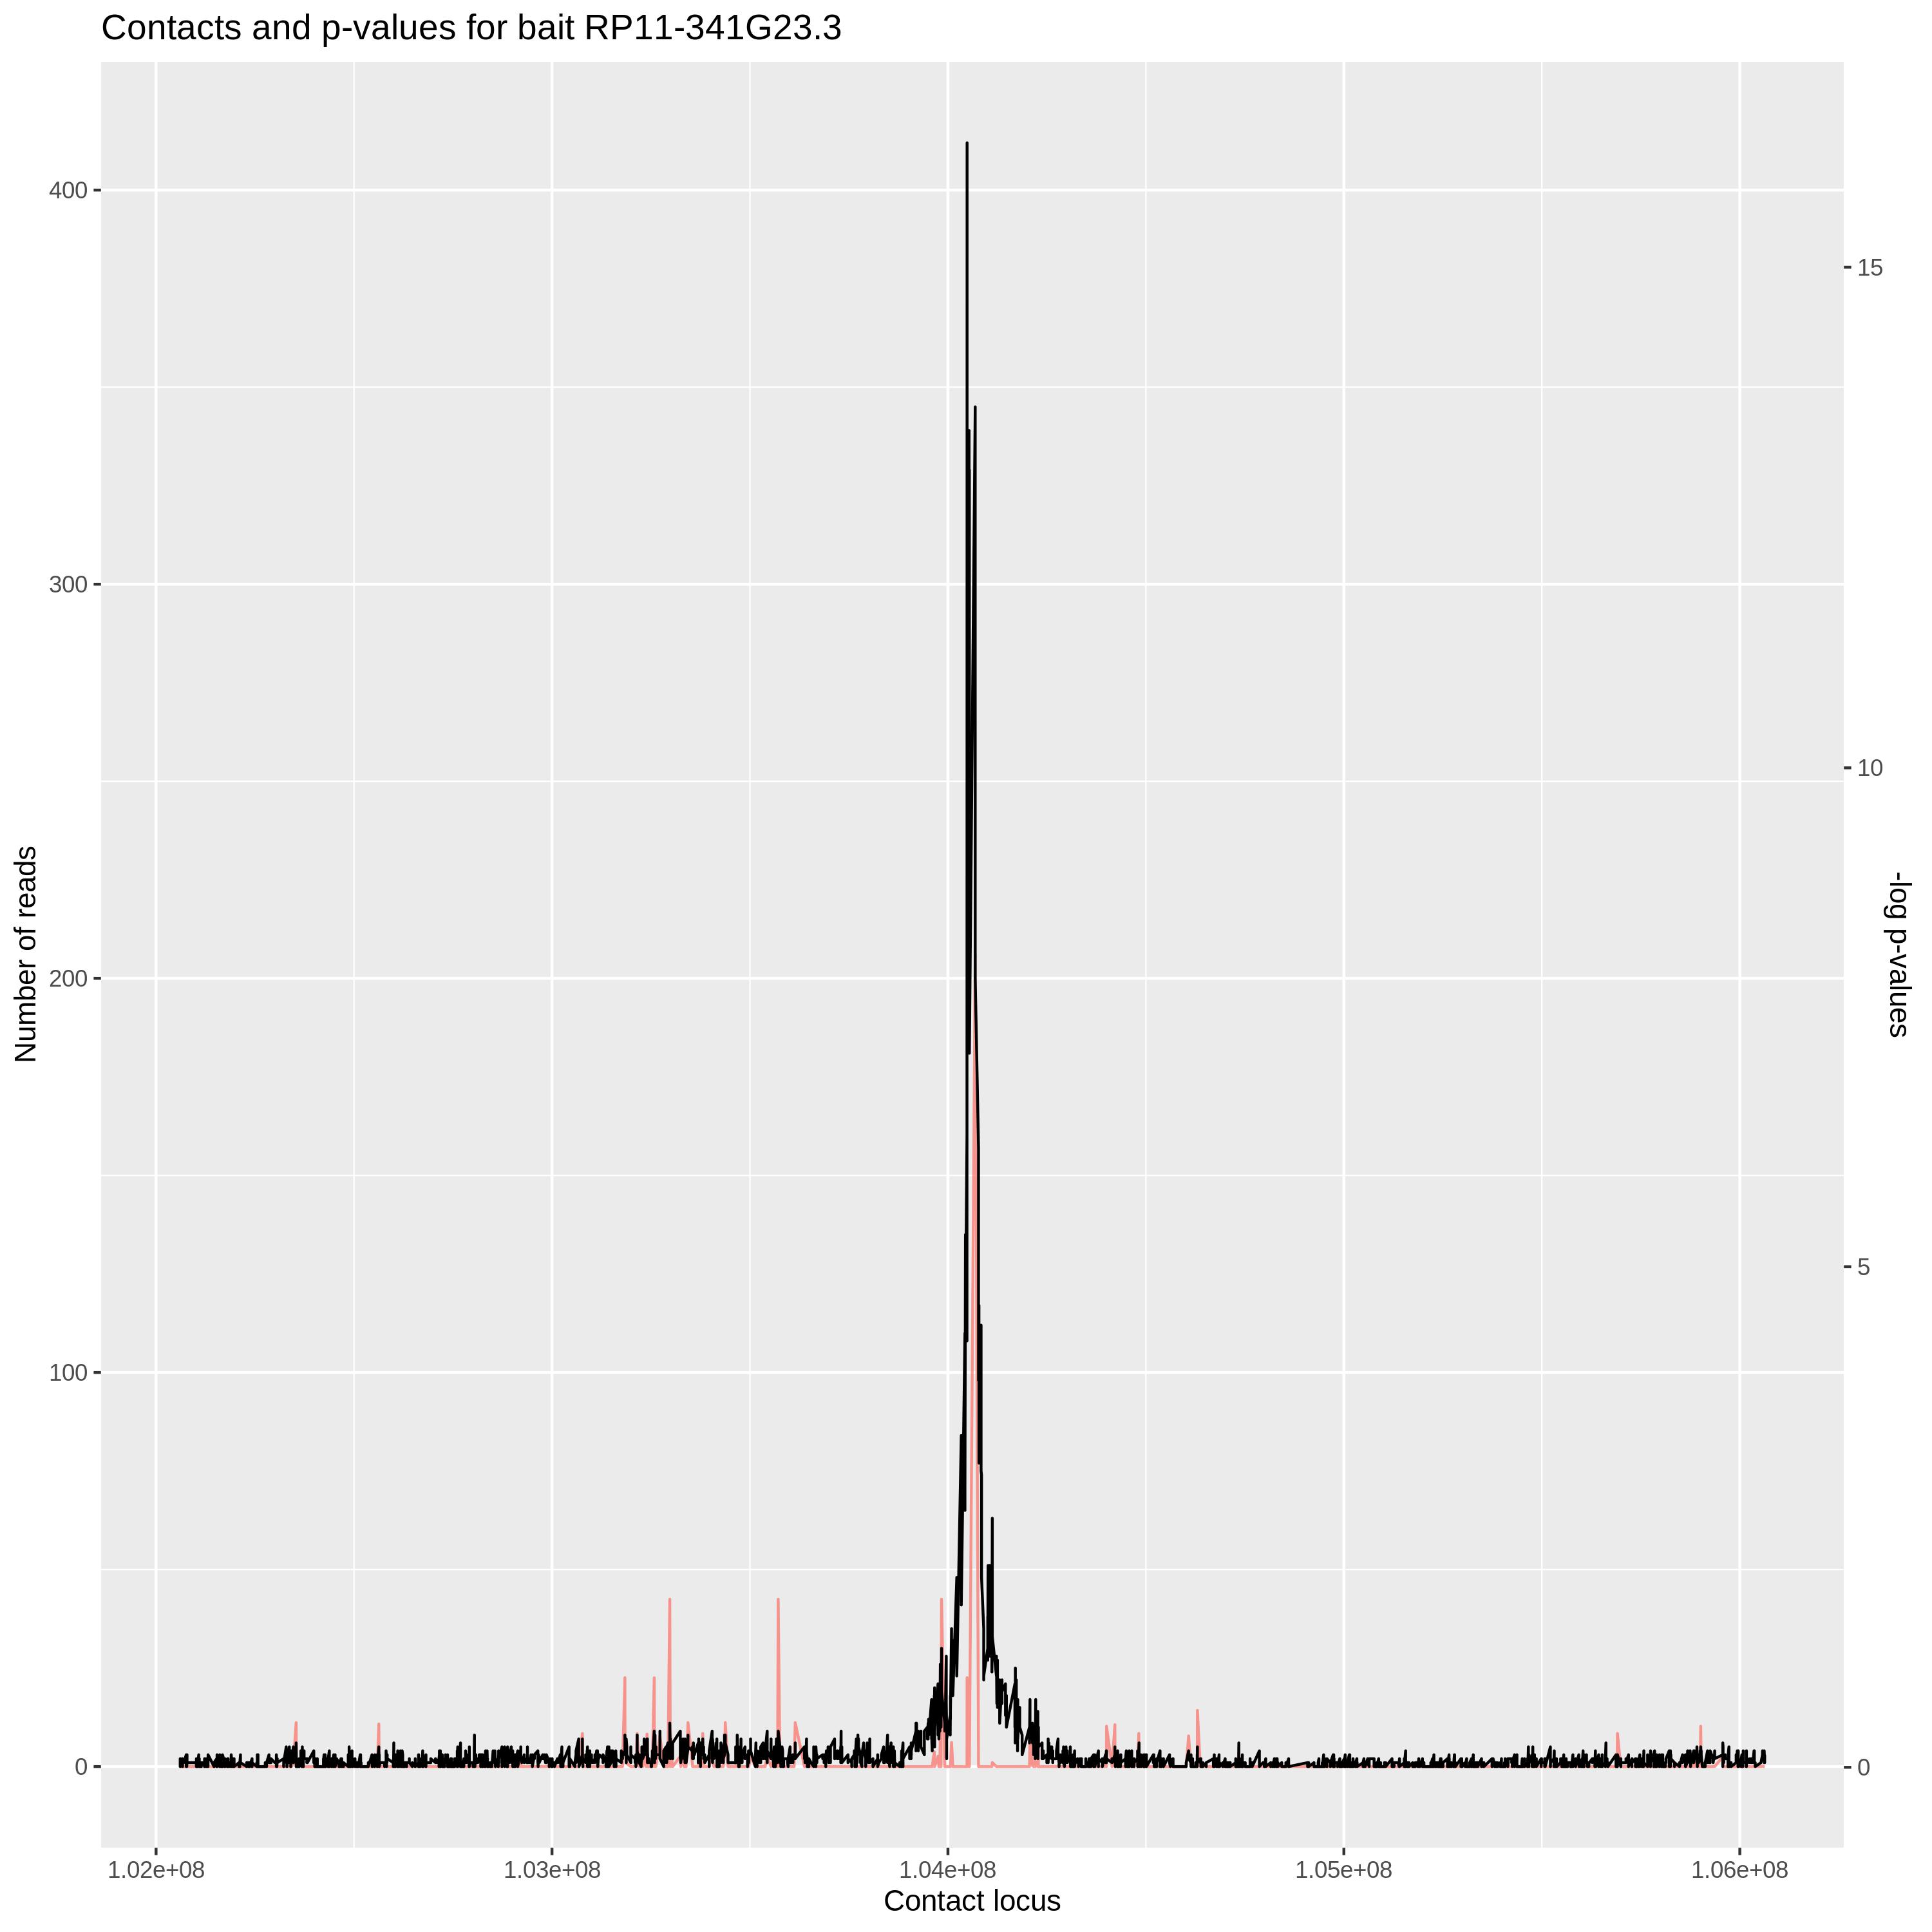 Contacts and p-values for bait RP11-341G23.3
400
300
200
100
0
Number of reads
15
10
5
0
-log p-values
1.02e+08 1.03e+08 1.04e+08 1.05e+08 1.06e+08
Contact locus